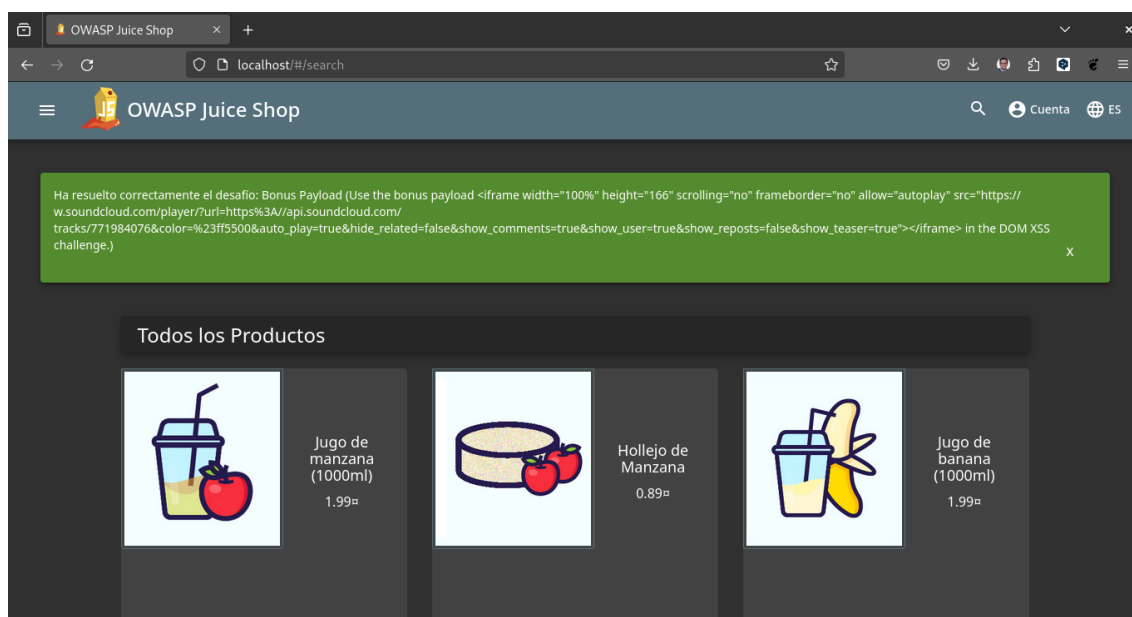 OWASP Juice Shop
localhost/#/search
OWASP Juice Shop
Cuenta
ES
Ha resuelto correctamente el desafío: Bonus Payload (Use the bonus payload <iframe width="100%" height="166" scrolling="no" frameborder="no" allow="autoplay" src="https://
w.soundcloud.com/player/?url=https%3A//api.soundcloud.com/
tracks/771984076&color=%23ff5500&auto_play=true&hide_related=false&show_comments=true&show_user=true&show_reposts=false&show_teaser=true"></iframe> in the DOM XSS
challenge.)
X
Todos los Productos
Jugo de
manzana
(1000ml)
1.99¤
Hollejo de
Manzana
0.89¤
Jugo de
banana
(1000ml)
1.99¤